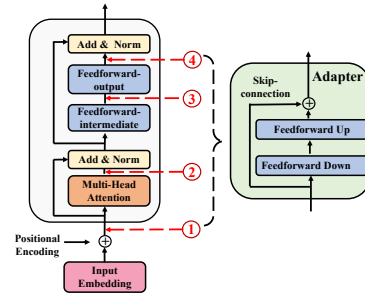 Add & Norm
④
Feedforward-
output
③
Feedforward-
intermediate
Add & Norm
②
Multi-Head
Attention
①
Positional
Encoding
Input
Embedding
Adapter
Skip-
connection
Feedforward Up
Feedforward Down